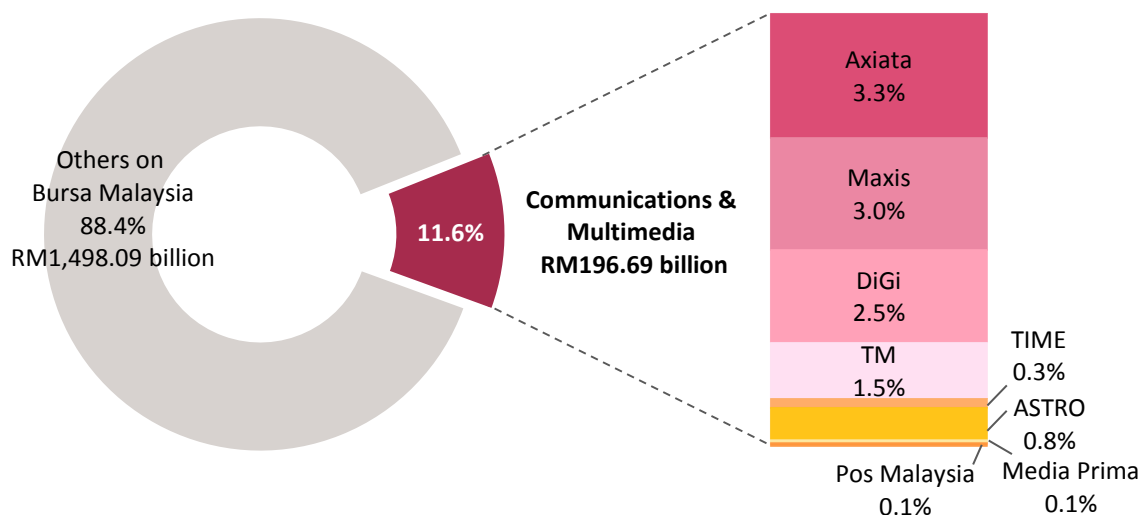 Others on
Bursa Malaysia
88.4%
RM1,498.09 billion
11.6%
Communications &
Multimedia
RM196.69 billion
Axiata
3.3%
Maxis
3.0%
DiGi
2.5%
TM
1.5%
TIME
0.3%
ASTRO
0.8%
Pos Malaysia
0.1%
Media Prima
0.1%